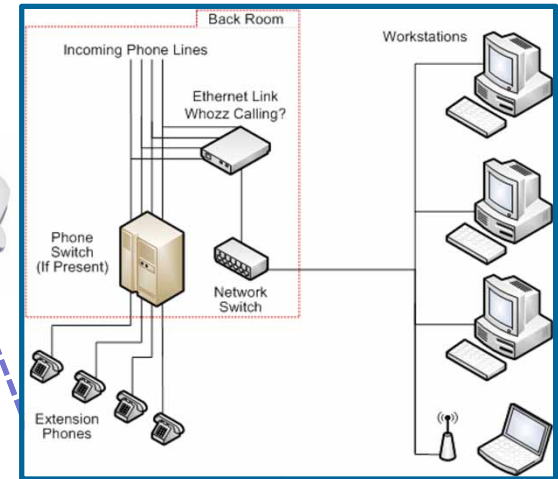 Back Room
Incoming Phone Lines
Workstations
Ethernet Link
Whozz Calling?
Phone
Switch
(If Present)
Network
Switch
Extension
Phones